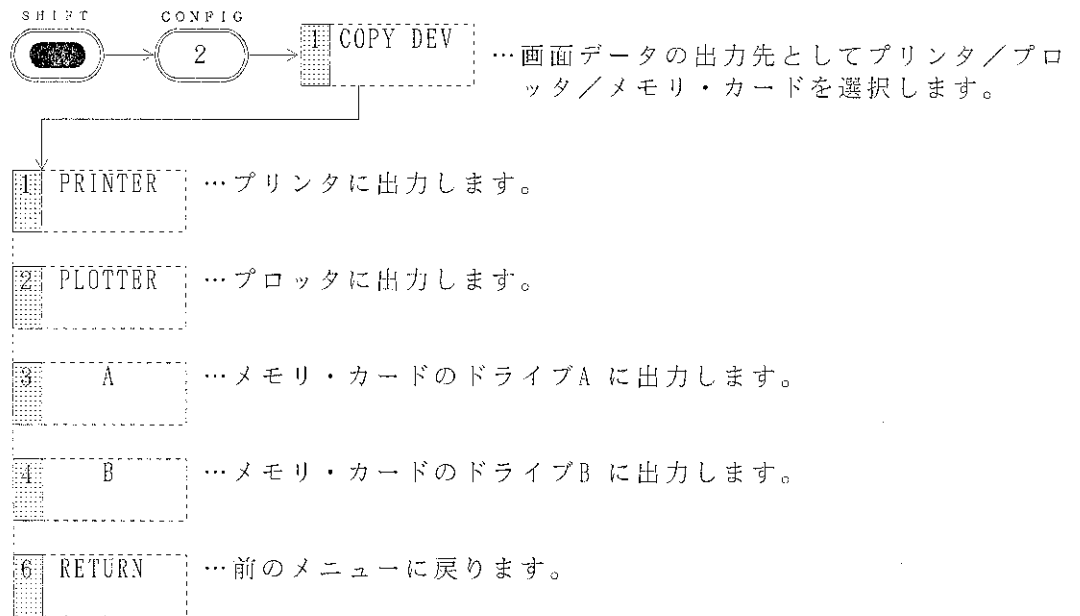 SHIFT CONFIG
2 1 COPY DEV …画面データの出力先としてプリンタ／プロ
ッタ／メモリ・カードを選択します。
1 PRINTER …プリンタに出力します。
2 PLOTTER …プロッタに出力します。
3 A …メモリ・カードのドライブA に出力します。
4 B …メモリ・カードのドライブB に出力します。
6 RETURN …前のメニューに戻ります。